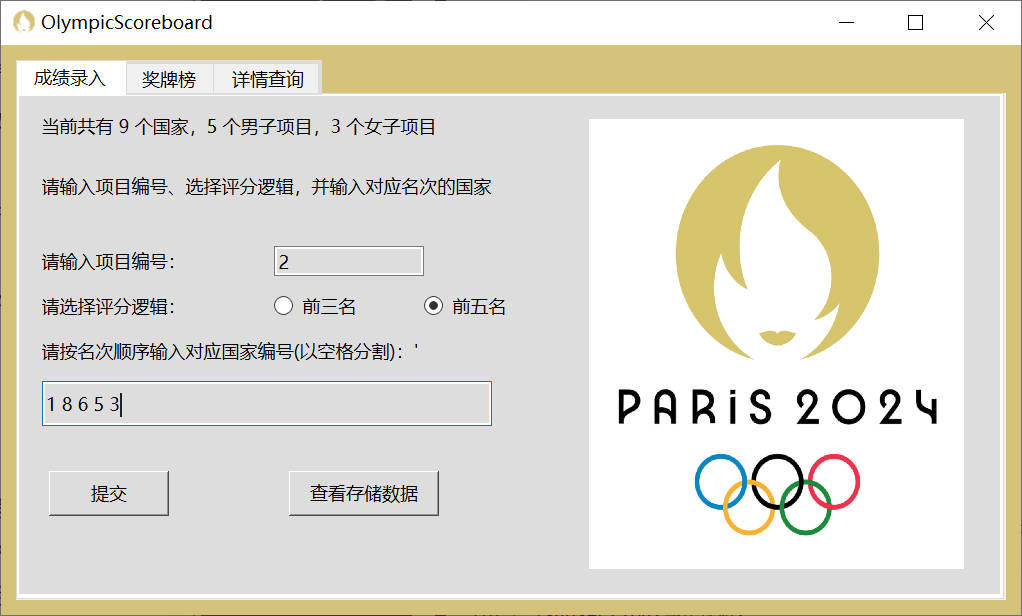 OlympicScoreboard
成绩录入 奖牌榜 详情查询
当前共有 9 个国家，5 个男子项目，3 个女子项目
请输入项目编号、选择评分逻辑，并输入对应名次的国家
请输入项目编号： 2
请选择评分逻辑： 前三名 前五名
请按名次顺序输入对应国家编号(以空格分割)：'
1 8 6 5 3
提交 查看存储数据
PARIS 2024